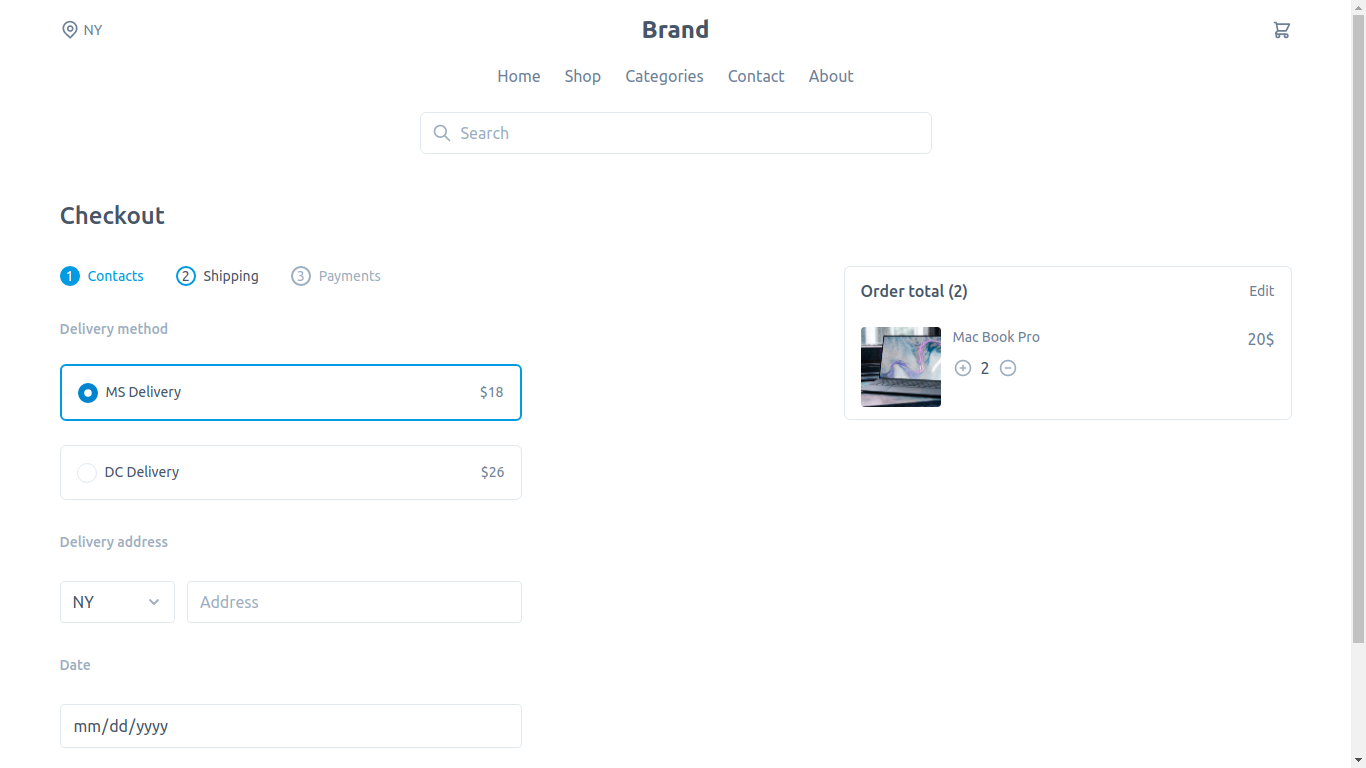 NY
Brand
Home Shop Categories Contact About
Search
Checkout
1 Contacts 2 Shipping 3 Payments
Delivery method
MS Delivery $18
DC Delivery $26
Delivery address
NY Address
Date
mm/dd/yyyy
Order total (2) Edit
Mac Book Pro 20$
2